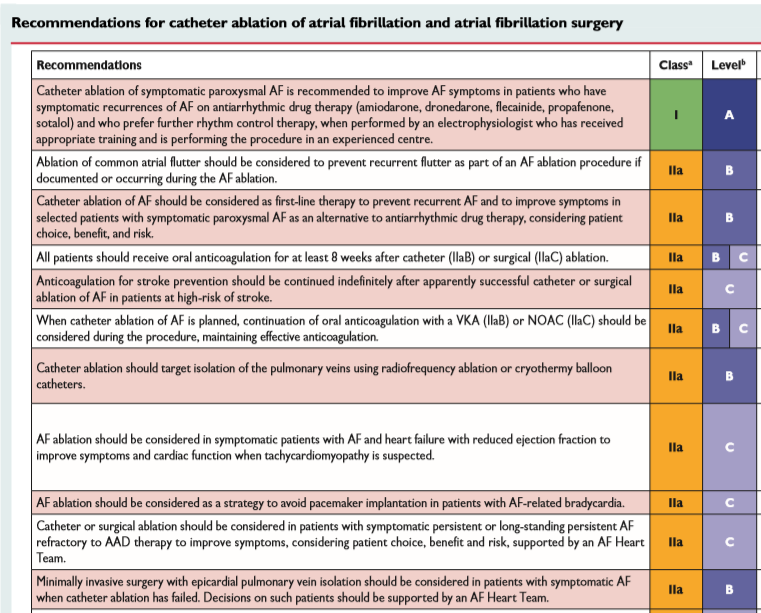 Recommendations for catheter ablation of atrial fibrillation and atrial fibrillation surgery
Recommendations Classᵃ Levelᵇ
Catheter ablation of symptomatic paroxysmal AF is recommended to improve AF symptoms in patients who have
symptomatic recurrences of AF on antiarrhythmic drug therapy (amiodarone, dronedarone, flecainide, propafenone,
sotalol) and who prefer further rhythm control therapy, when performed by an electrophysiologist who has received
appropriate training and is performing the procedure in an experienced centre.
I A
Ablation of common atrial flutter should be considered to prevent recurrent flutter as part of an AF ablation procedure if
documented or occurring during the AF ablation.
IIa B
Catheter ablation of AF should be considered as first-line therapy to prevent recurrent AF and to improve symptoms in
selected patients with symptomatic paroxysmal AF as an alternative to antiarrhythmic drug therapy, considering patient
choice, benefit, and risk.
IIa B
All patients should receive oral anticoagulation for at least 8 weeks after catheter (IIaB) or surgical (IIaC) ablation.
IIa B C
Anticoagulation for stroke prevention should be continued indefinitely after apparently successful catheter or surgical
ablation of AF in patients at high-risk of stroke.
IIa C
When catheter ablation of AF is planned, continuation of oral anticoagulation with a VKA (IIaB) or NOAC (IIaC) should be
considered during the procedure, maintaining effective anticoagulation.
IIa B C
Catheter ablation should target isolation of the pulmonary veins using radiofrequency ablation or cryothermy balloon
catheters.
IIa B
AF ablation should be considered in symptomatic patients with AF and heart failure with reduced ejection fraction to
improve symptoms and cardiac function when tachycardiomyopathy is suspected.
IIa C
AF ablation should be considered as a strategy to avoid pacemaker implantation in patients with AF-related bradycardia.
IIa C
Catheter or surgical ablation should be considered in patients with symptomatic persistent or long-standing persistent AF
refractory to AAD therapy to improve symptoms, considering patient choice, benefit and risk, supported by an AF Heart
Team.
IIa C
Minimally invasive surgery with epicardial pulmonary vein isolation should be considered in patients with symptomatic AF
when catheter ablation has failed. Decisions on such patients should be supported by an AF Heart Team.
IIa B